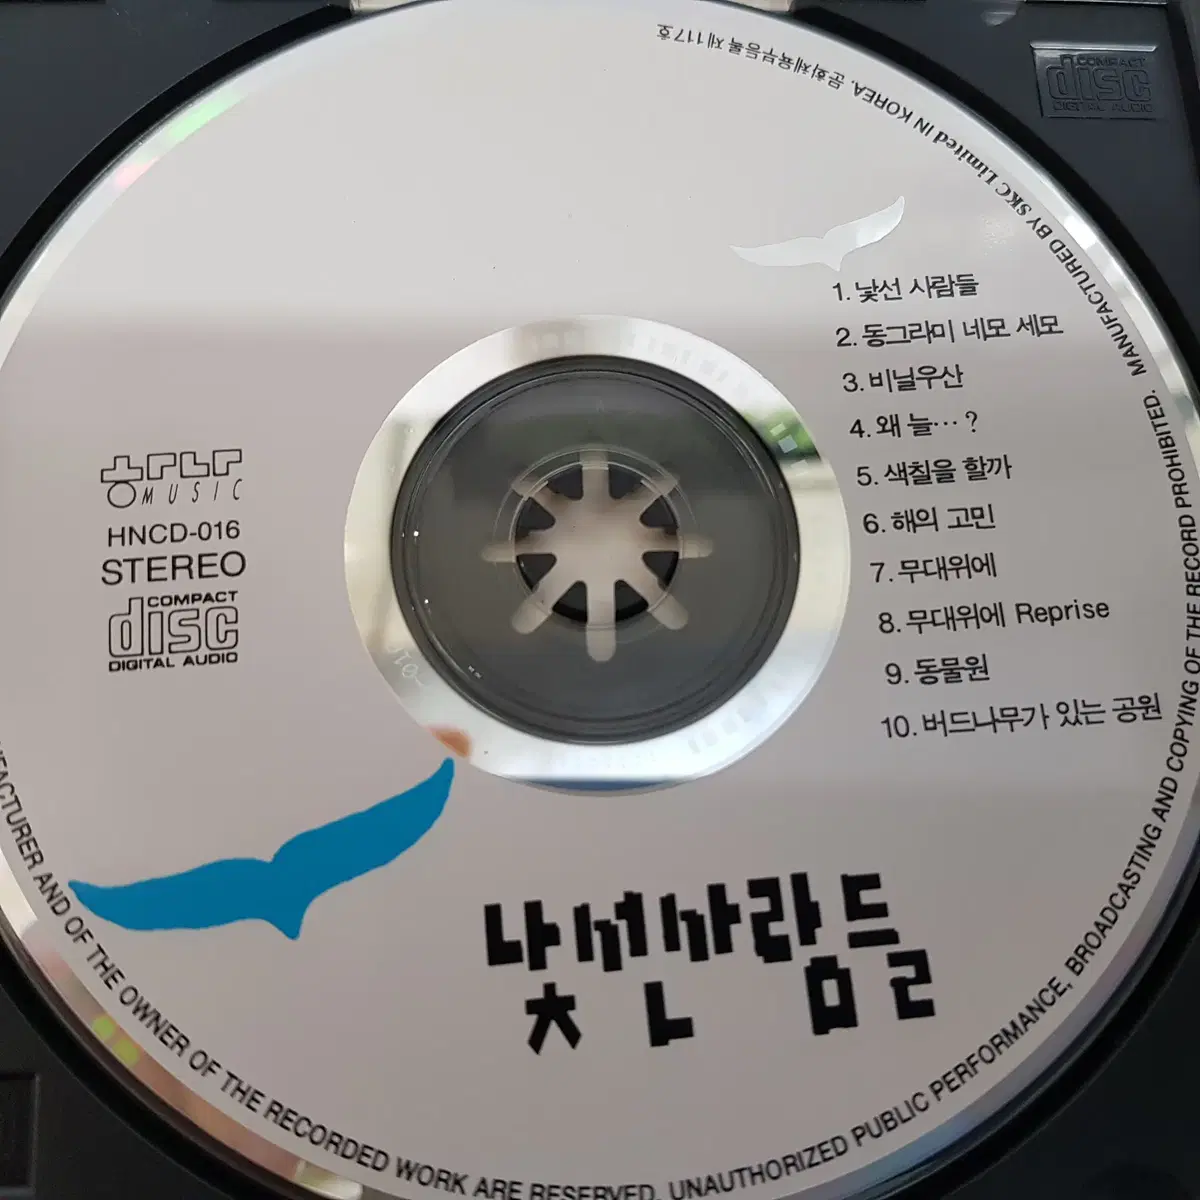 하나
MUSIC
HNCD-016
STEREO
COMPACT
disc
DIGITAL AUDIO
1. 낯선 사람들
2. 동그라미 네모 세모
3. 비닐우산
4. 왜 늘…?
5. 색칠을 할까
6. 해의 고민
7. 무대위에
8. 무대위에 Reprise
9. 동물원
10. 버드나무가 있는 공원
낯선사람들
FACTURER AND OF THE OWNER OF THE RECORDED WORK ARE RESERVED. UNAUTHORIZED PUBLIC PERFORMANCE, BROADCASTING AND COPYING OF THE RECORD PROHIBITED. MANUFACTURED BY SKC Limited IN KOREA, 문화체육부등록 제117호
COMPACT
disc
DIGITAL AUDIO